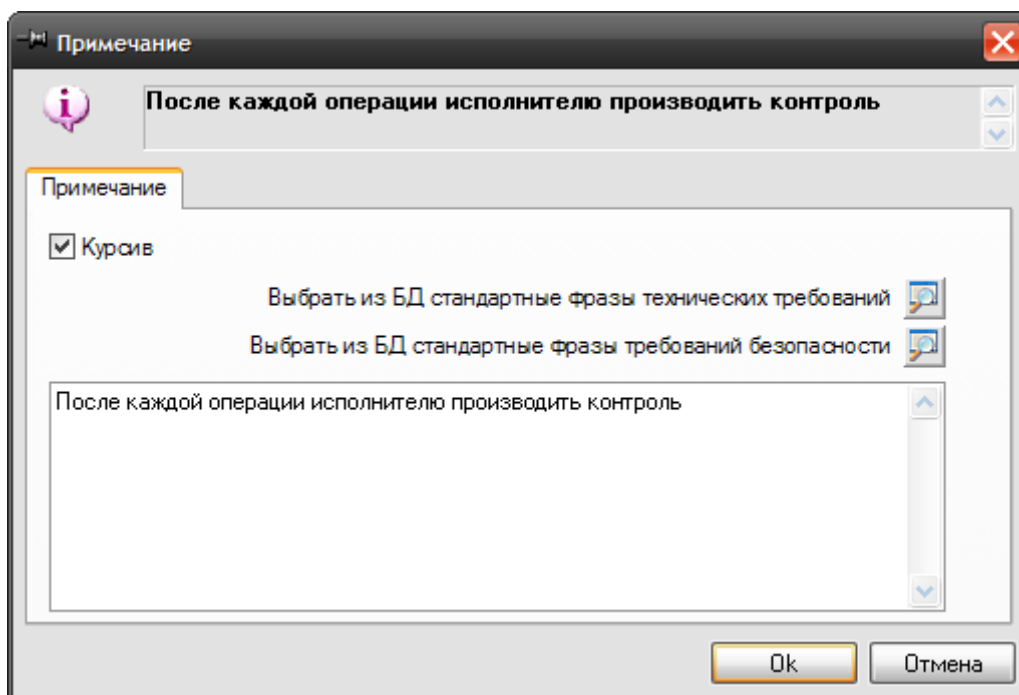 Примечание
После каждой операции исполнителю производить контроль
Примечание
Курсив
Выбрать из БД стандартные фразы технических требований
Выбрать из БД стандартные фразы требований безопасности
После каждой операции исполнителю производить контроль
Ok
Отмена